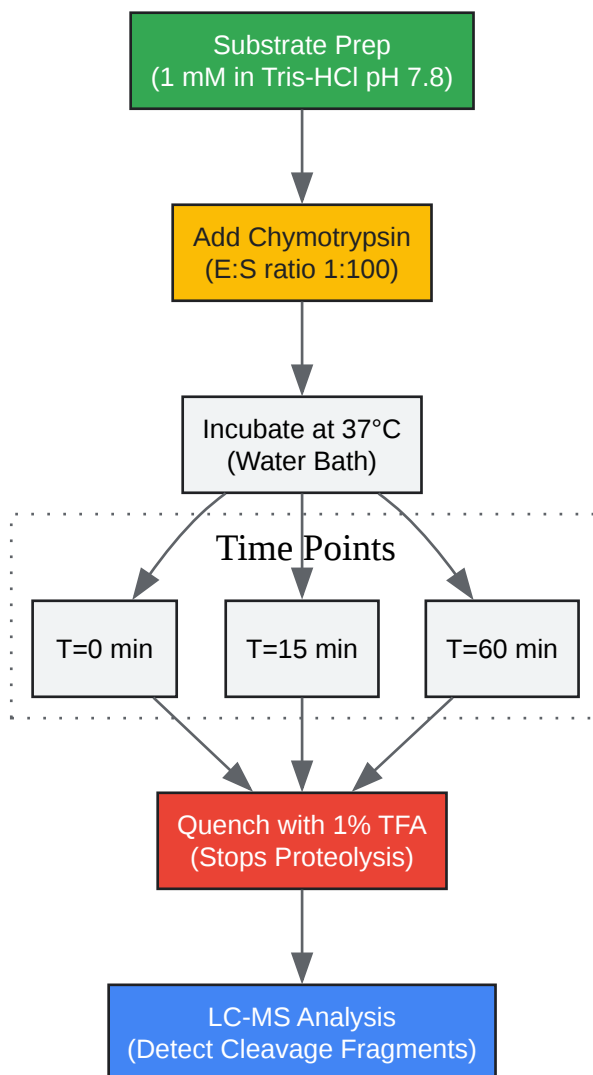 Substrate Prep
(1 mM in Tris-HCl pH 7.8)
Add Chymotrypsin
(E:S ratio 1:100)
Incubate at 37°C
(Water Bath)
Time Points
T=0 min
T=15 min
T=60 min
Quench with 1% TFA
(Stops Proteolysis)
LC-MS Analysis
(Detect Cleavage Fragments)